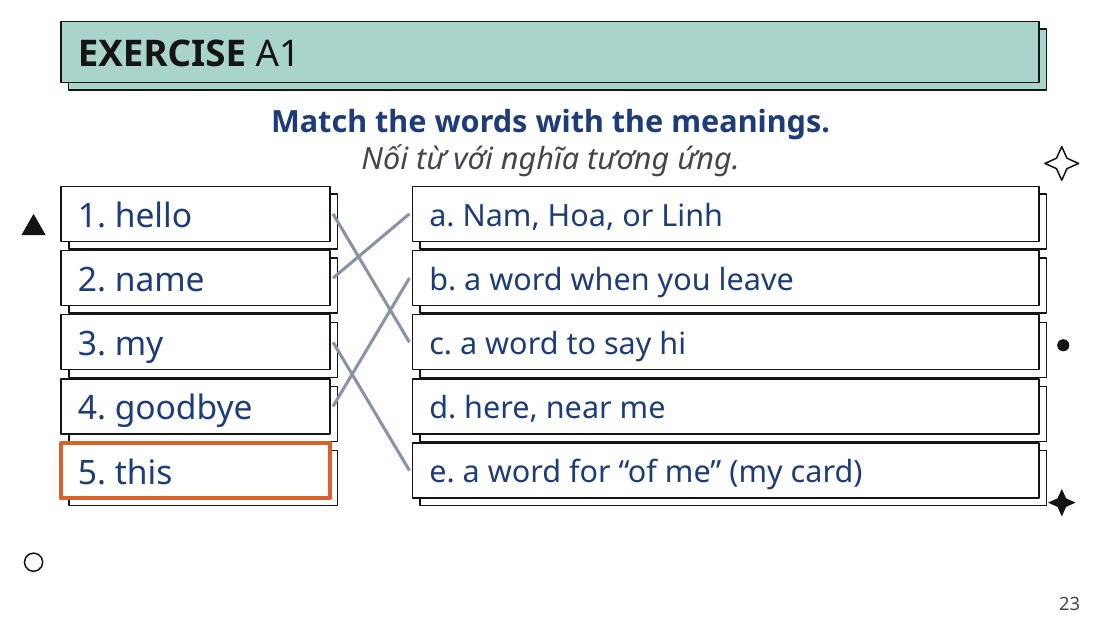 EXERCISE A1
Match the words with the meanings.
Nối từ với nghĩa tương ứng.
1. hello
a. Nam, Hoa, or Linh
2. name
b. a word when you leave
3. my
c. a word to say hi
4. goodbye
d. here, near me
5. this
e. a word for “of me” (my card)
23